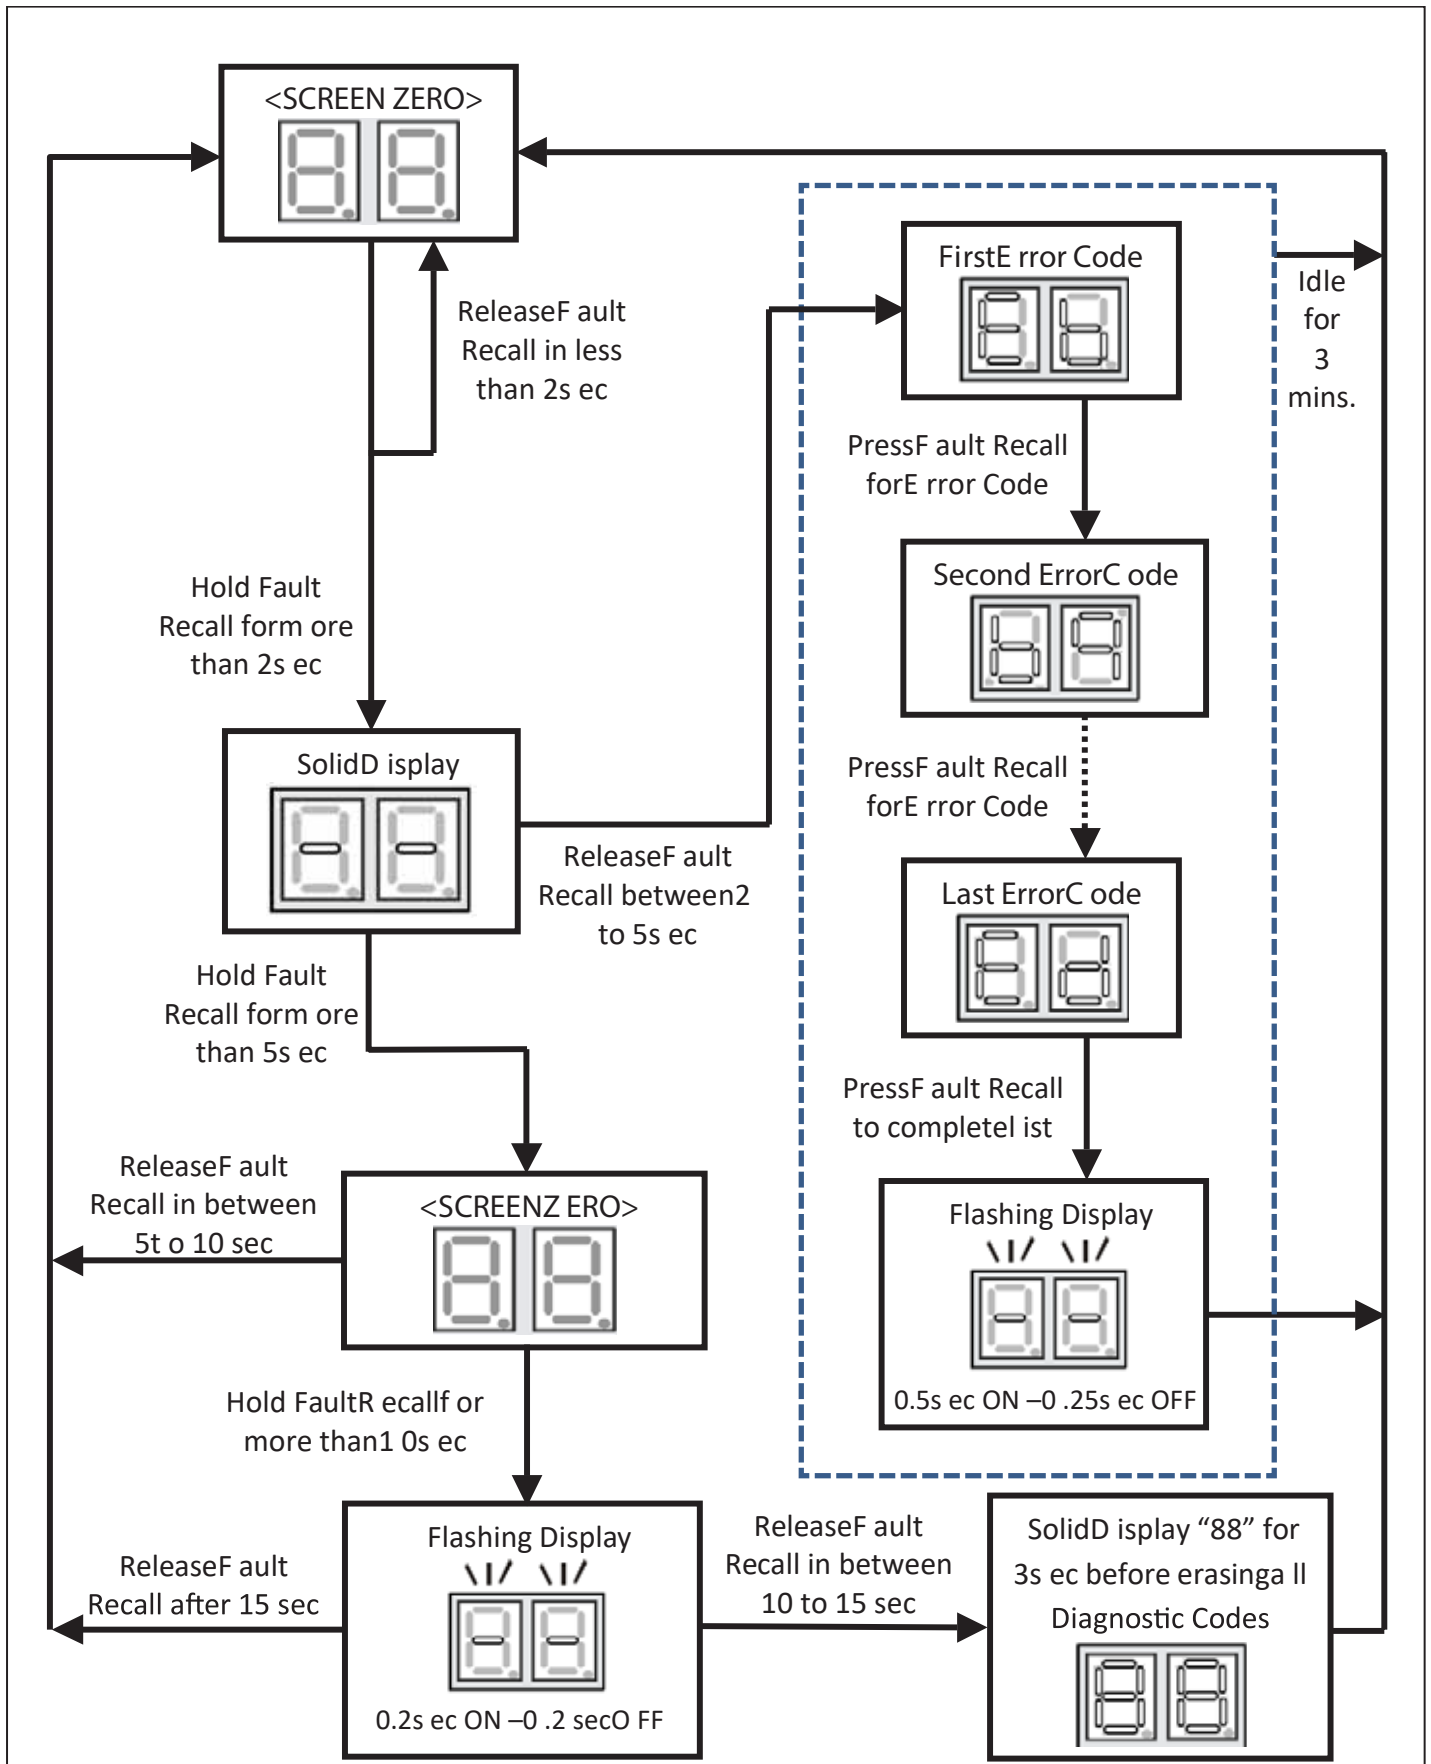 <SCREEN ZERO>
ReleaseF ault
Recall in less
than 2s ec
Hold Fault
Recall form ore
than 2s ec
SolidD isplay
- -
ReleaseF ault
Recall between2
to 5s ec
Hold Fault
Recall form ore
than 5s ec
ReleaseF ault
Recall in between
5t o 10 sec
<SCREENZ ERO>
Hold FaultR ecallf or
more than1 0s ec
ReleaseF ault
Recall after 15 sec
Flashing Display
- -
0.2s ec ON –0 .2 secO FF
ReleaseF ault
Recall in between
10 to 15 sec
SolidD isplay “88” for
3s ec before erasinga ll
Diagnostic Codes
88
FirstE rror Code
Eb
PressF ault Recall
forE rror Code
Second ErrorC ode
b9
PressF ault Recall
forE rror Code
Last ErrorC ode
Ed
PressF ault Recall
to completel ist
Flashing Display
- -
0.5s ec ON –0 .25s ec OFF
Idle
for
3
mins.